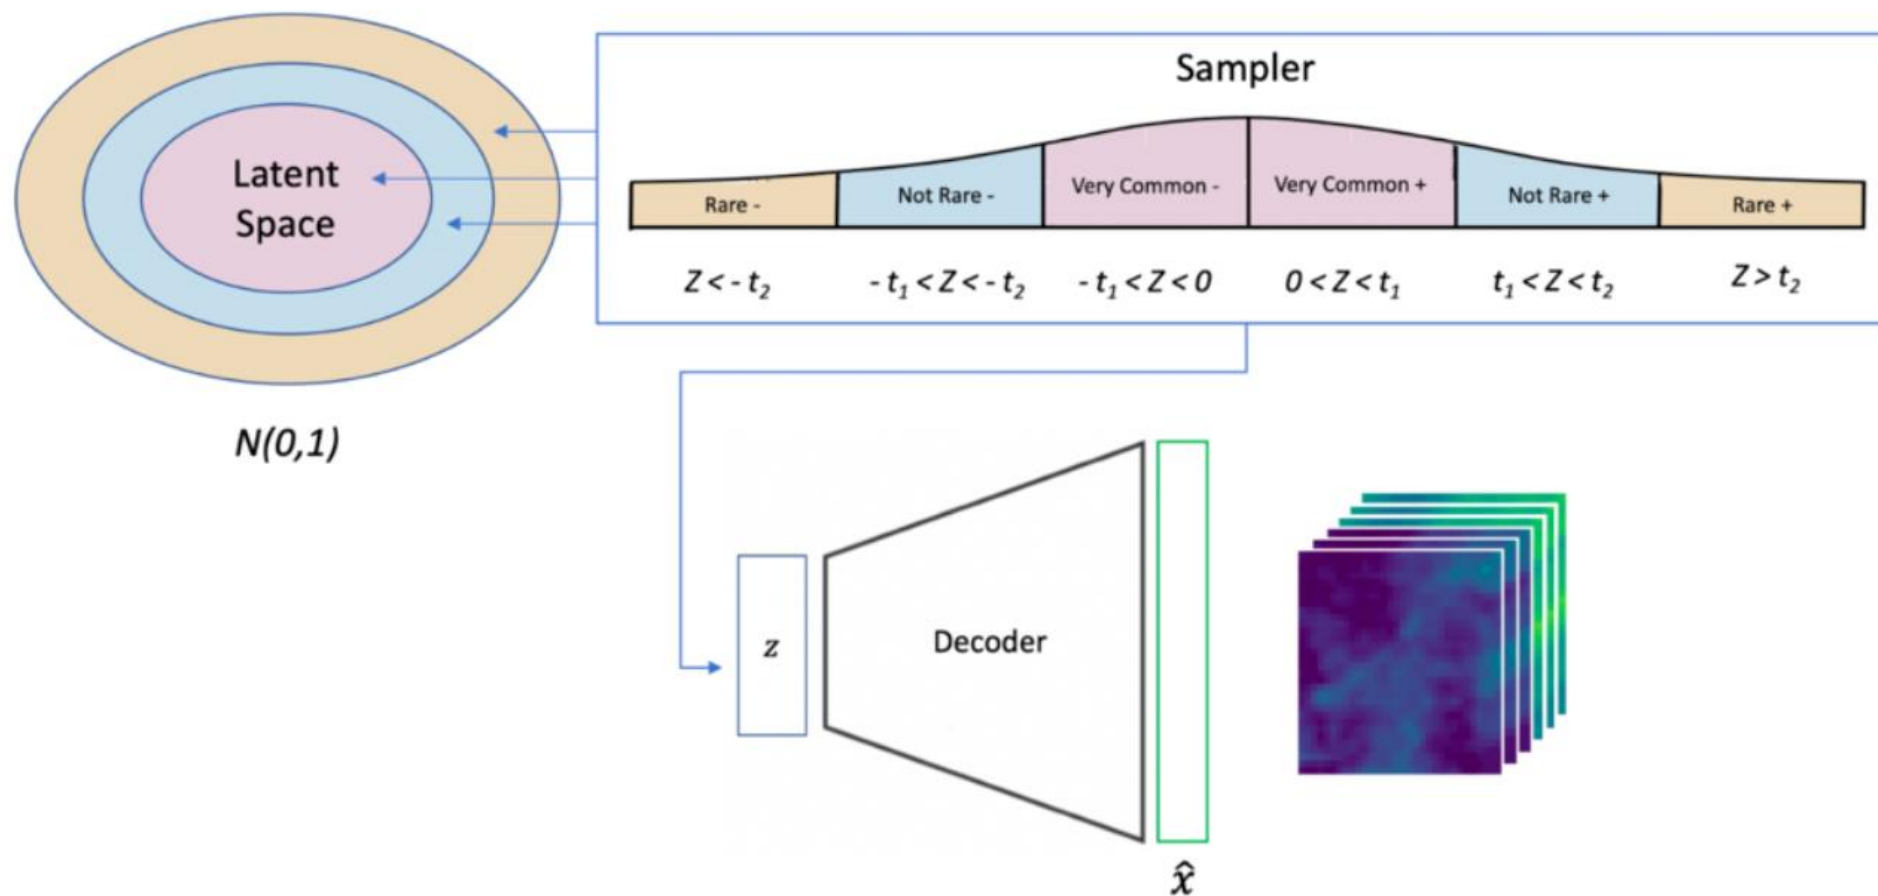 Latent
Space
N(0,1)
Sampler
Rare -
Not Rare -
Very Common -
Very Common +
Not Rare +
Rare +
Z < - t₂
- t₁ < Z < - t₂
- t₁ < Z < 0
0 < Z < t₁
t₁ < Z < t₂
Z > t₂
z
Decoder
x̂